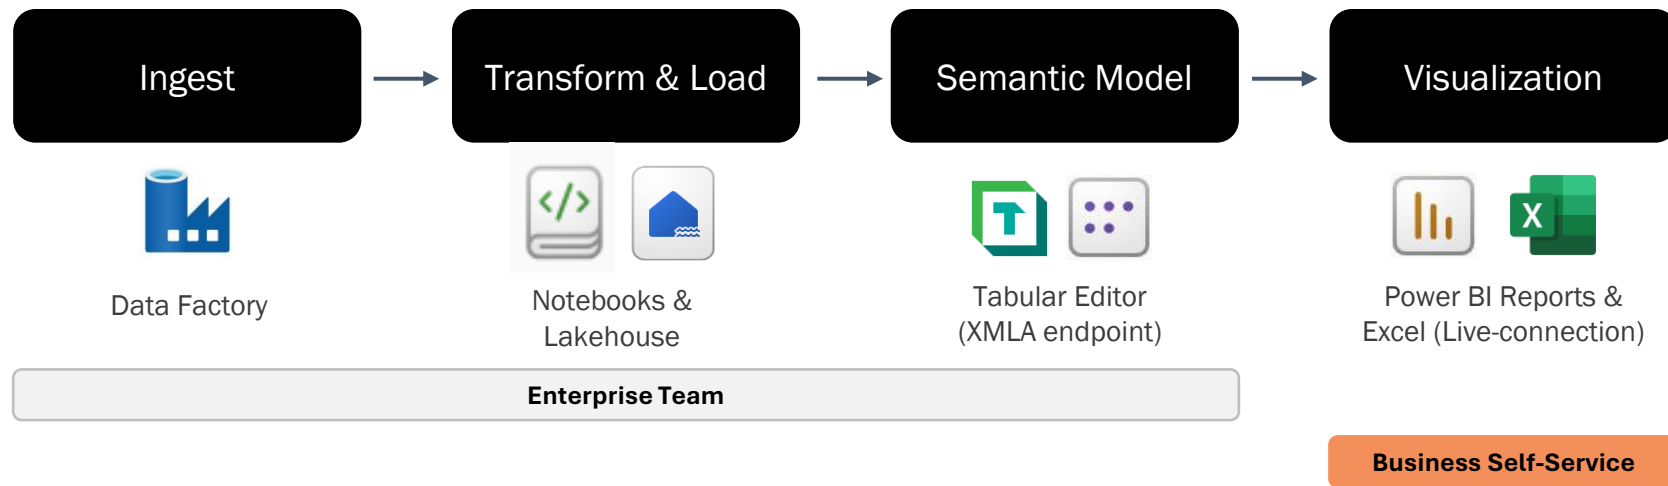 Ingest
Transform & Load
Semantic Model
Visualization
</>
T
X
Data Factory
Notebooks &
Lakehouse
Tabular Editor
(XMLA endpoint)
Power BI Reports &
Excel (Live-connection)
Enterprise Team
Business Self-Service